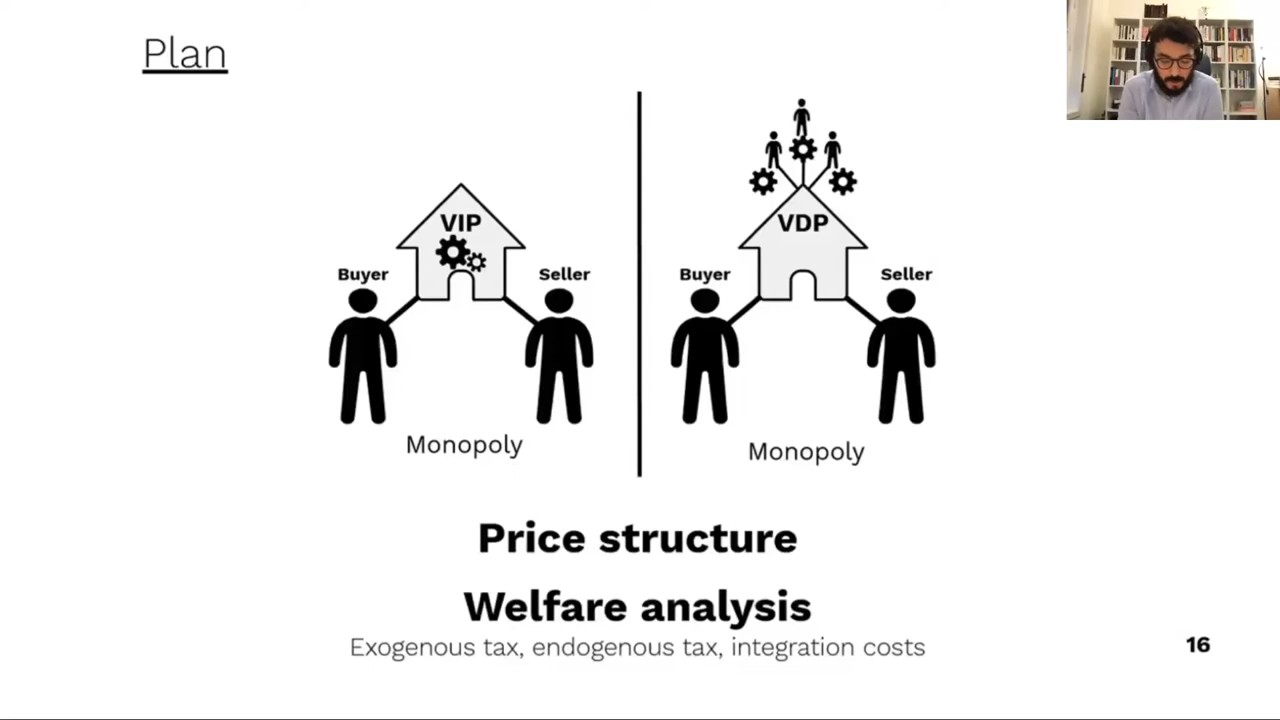 Plan
VIP
Buyer
Seller
Monopoly
VDP
Buyer
Seller
Monopoly
Price structure
Welfare analysis
Exogenous tax, endogenous tax, integration costs
16